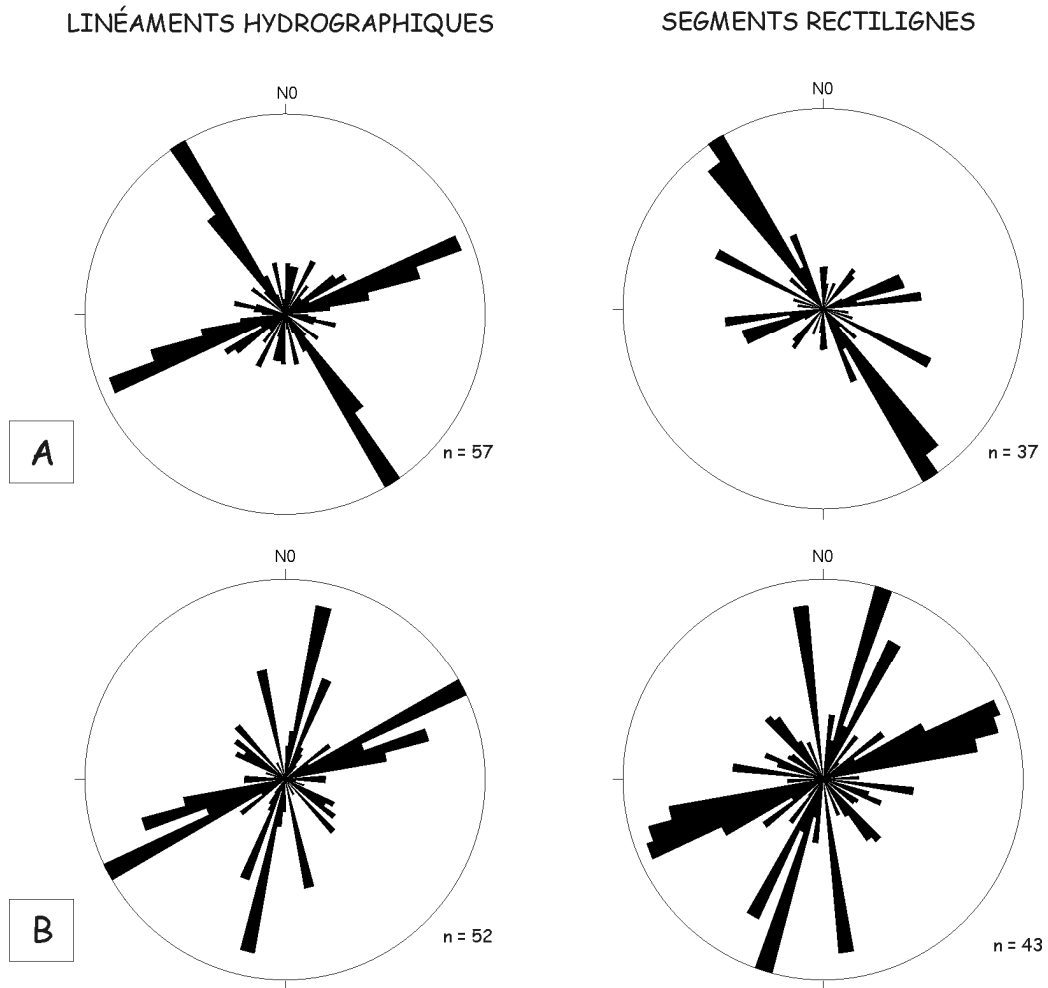 LINÉAMENTS HYDROGRAPHIQUES
SEGMENTS RECTILIGNES
N0
N0
A
n = 57
n = 37
N0
N0
B
n = 52
n = 43